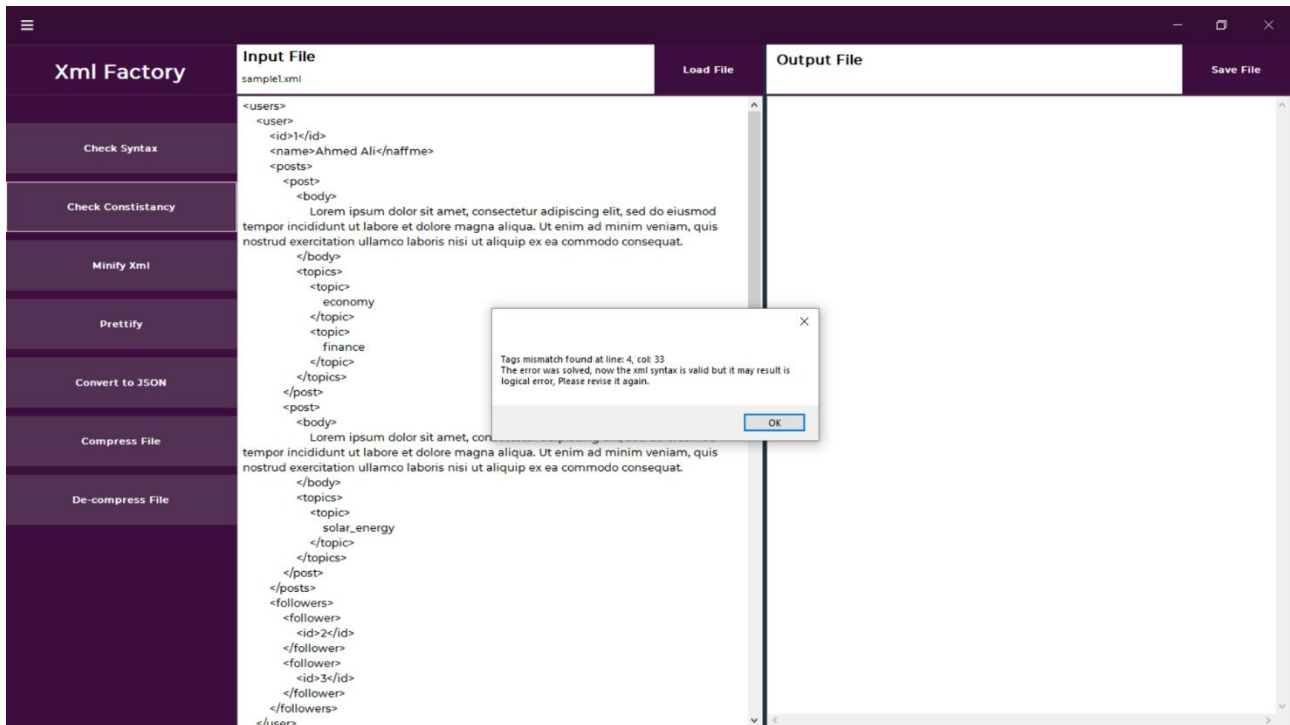 Xml Factory
Check Syntax
Check Constistancy
Minify Xml
Prettify
Convert to JSON
Compress File
De-compress File
Input File
sample1.xml
Load File
<users>
<user>
<id>1</id>
<name>Ahmed Ali</naffme>
<posts>
<post>
<body>
Lorem ipsum dolor sit amet, consectetur adipiscing elit, sed do eiusmod
tempor incididunt ut labore et dolore magna aliqua. Ut enim ad minim veniam, quis
nostrud exercitation ullamco laboris nisi ut aliquip ex ea commodo consequat.
</body>
<topics>
<topic>
economy
</topic>
<topic>
finance
</topic>
</topics>
</post>
<post>
<body>
Lorem ipsum dolor sit amet,
tempor incididunt ut labore et dolore magna aliqua. Ut enim ad minim veniam, quis
nostrud exercitation ullamco laboris nisi ut aliquip ex ea commodo consequat.
</body>
<topics>
<topic>
solar_energy
</topic>
</topics>
</post>
</posts>
<followers>
<follower>
<id>2</id>
</follower>
<follower>
<id>3</id>
</follower>
</followers>
</user>
Output File
Save File
Tags mismatch found at line: 4, col: 33
The error was solved, now the xml syntax is valid but it may result is
logical error, Please revise it again.
OK